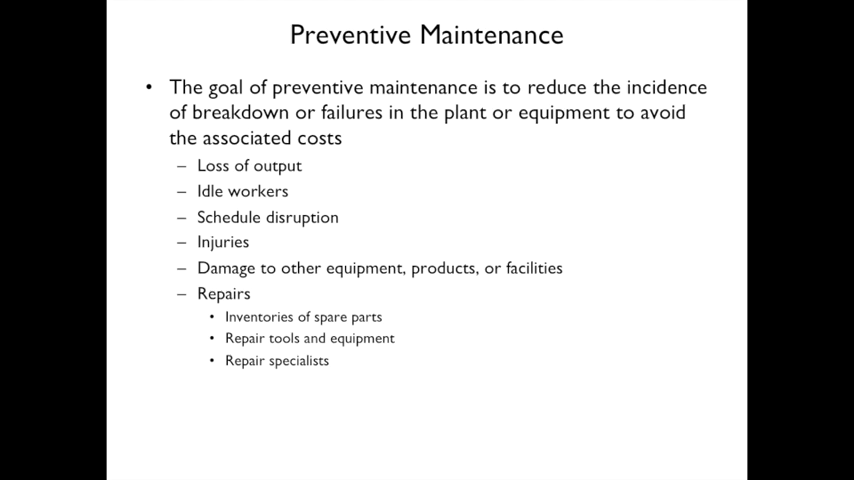 Preventive Maintenance
• The goal of preventive maintenance is to reduce the incidence
of breakdown or failures in the plant or equipment to avoid
the associated costs
– Loss of output
– Idle workers
– Schedule disruption
– Injuries
– Damage to other equipment, products, or facilities
– Repairs
• Inventories of spare parts
• Repair tools and equipment
• Repair specialists